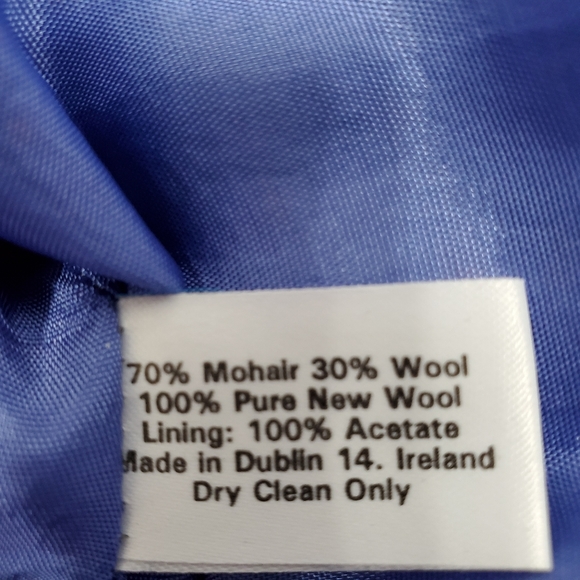 70% Mohair 30% Wool
100% Pure New Wool
Lining: 100% Acetate
Made in Dublin 14. Ireland
Dry Clean Only